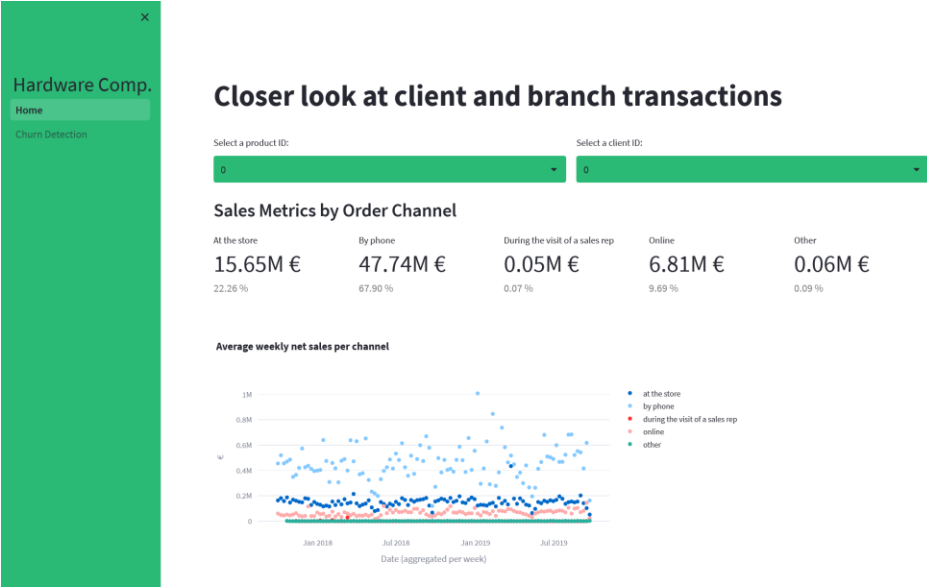 ×
Hardware Comp.
Home
Churn Detection
Closer look at client and branch transactions
Select a product ID:
Select a client ID:
0
0
Sales Metrics by Order Channel
At the store
15.65M €
22.26 %
By phone
47.74M €
67.90 %
During the visit of a sales rep
0.05M €
0.07 %
Online
6.81M €
9.69 %
Other
0.06M €
0.09 %
Average weekly net sales per channel
1M
0.8M
0.6M
0.4M
0.2M
0
€
Jan 2018
Jul 2018
Jan 2019
Jul 2019
Date (aggregated per week)
at the store
by phone
during the visit of a sales rep
online
other